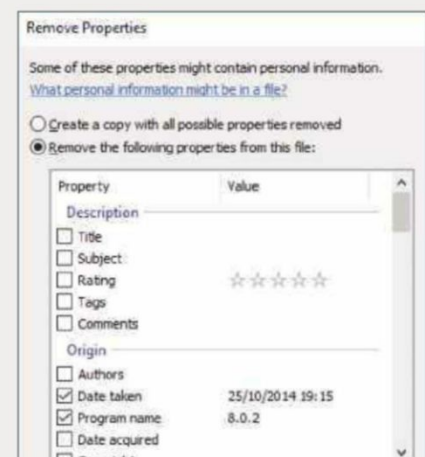 Remove Properties
Some of these properties might contain personal information.
What personal information might be in a file?
Create a copy with all possible properties removed
Remove the following properties from this file:
Property Value
Description
Title
Subject
Rating
Tags
Comments
Origin
Authors
Date taken 25/10/2014 19:15
Program name 8.0.2
Date acquired